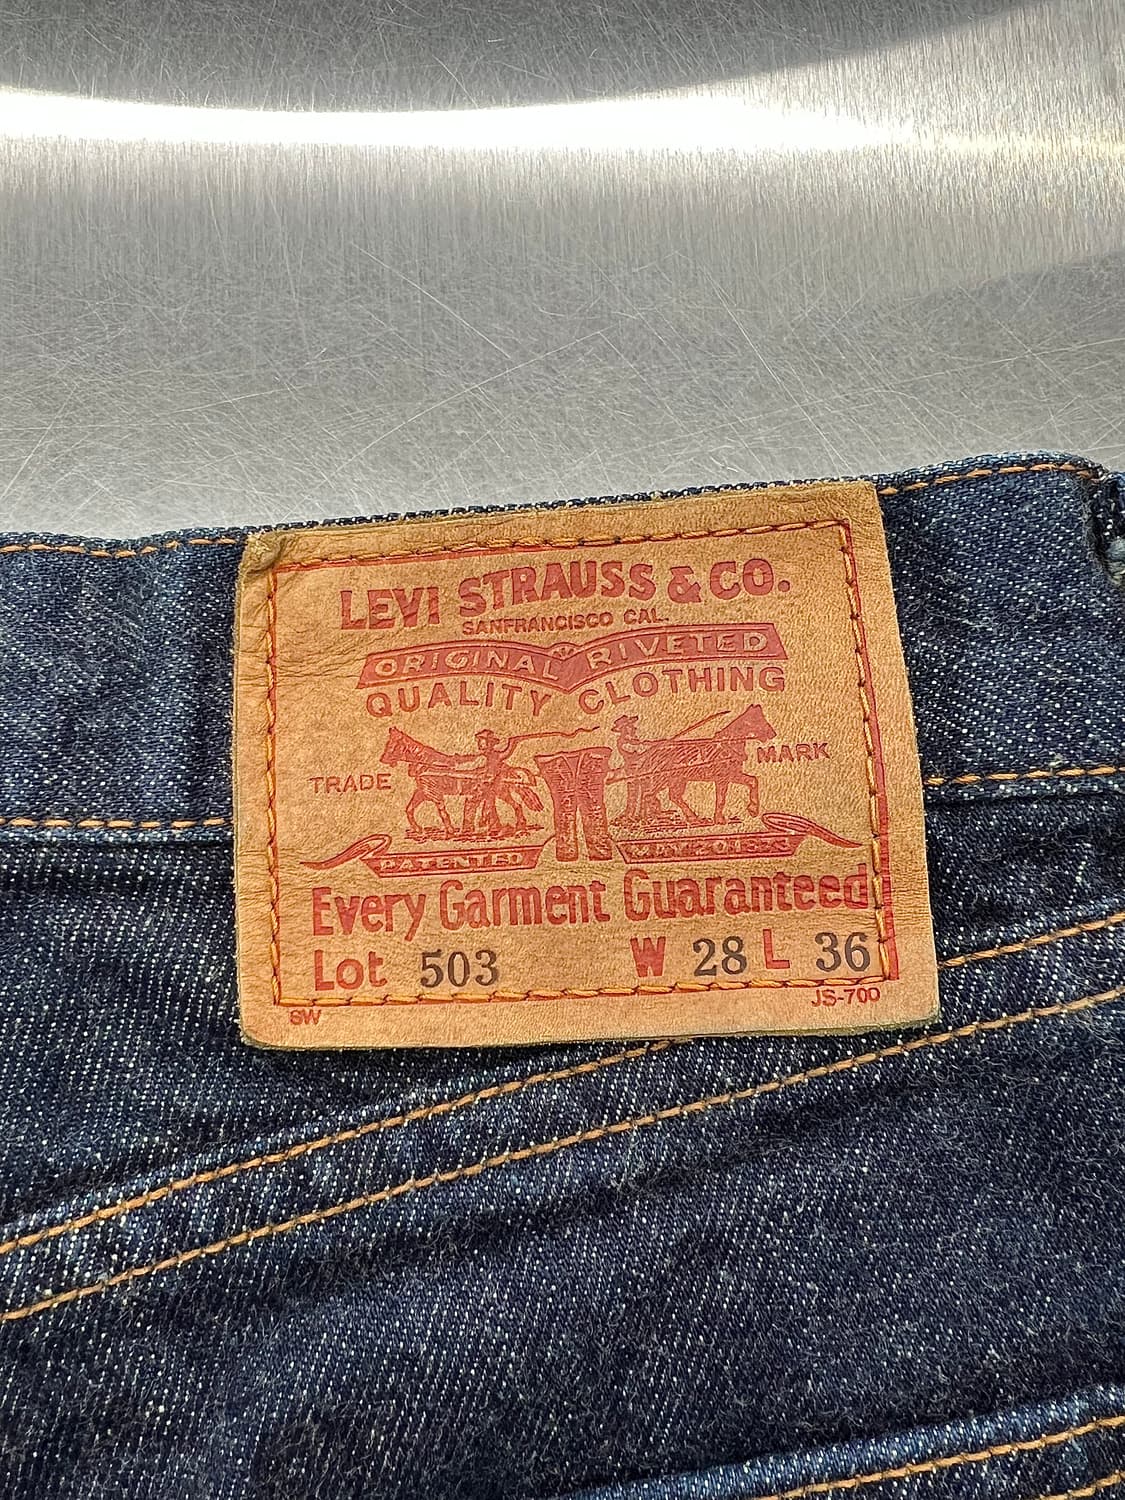 LEVI STRAUSS & CO.
SANFRANCISCO CAL.
ORIGINAL RIVETED
QUALITY CLOTHING
TRADE MARK
PATENTED MAY 20 1873
Every Garment Guaranteed
Lot 503 W 28 L 36
SW JS-700